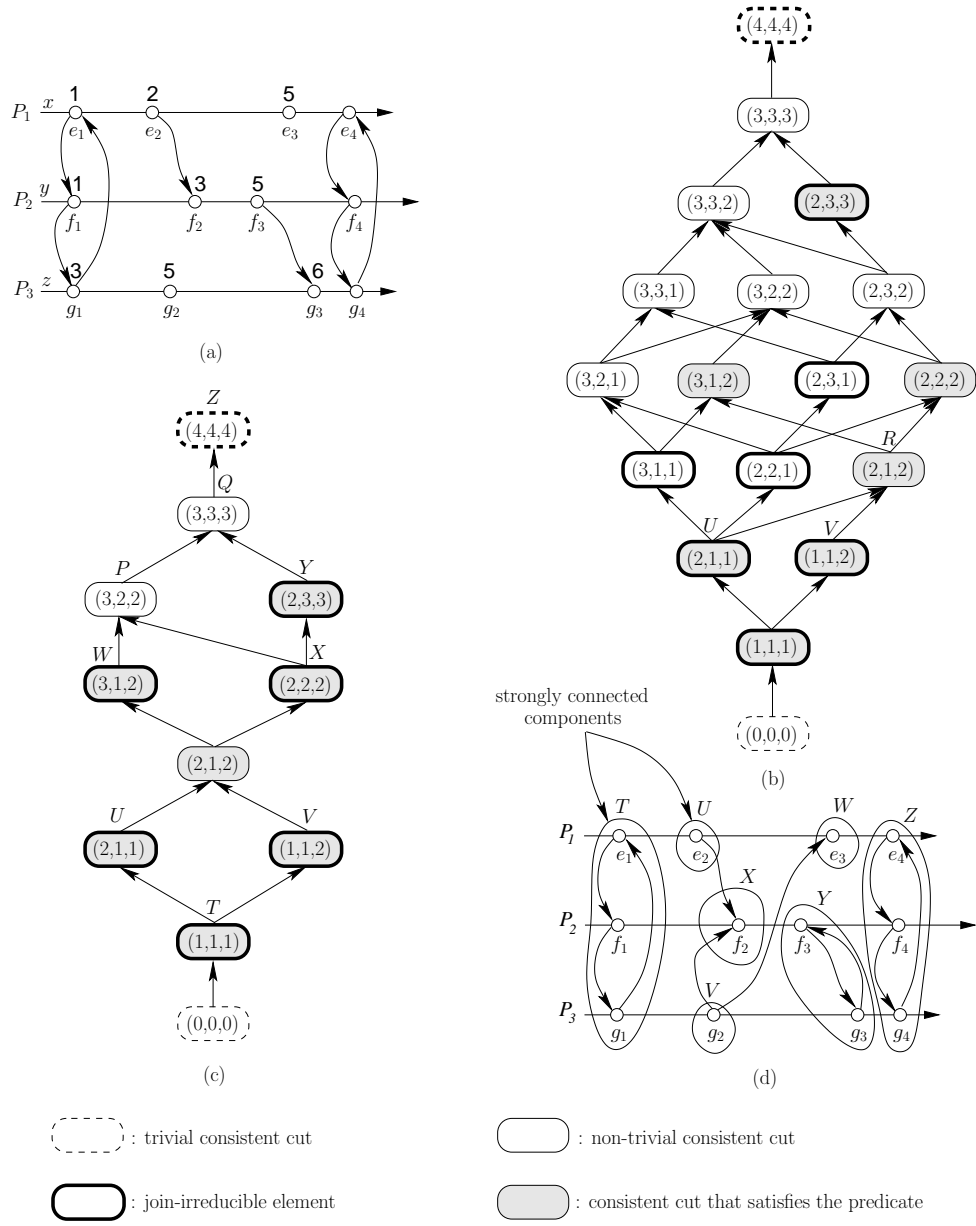 1 2 5
P1 x e1 e2 e3 e4
1 3 5
P2 y f1 f2 f3 f4
3 5 6
P3 z g1 g2 g3 g4
(a)
(4,4,4)
(3,3,3)
(3,3,2) (2,3,3)
(3,3,1) (3,2,2) (2,3,2)
(3,2,1) (3,1,2) (2,3,1) (2,2,2)
R
(3,1,1) (2,2,1) (2,1,2)
U V
(2,1,1) (1,1,2)
(1,1,1)
(0,0,0)
(b)
Z
(4,4,4)
Q
(3,3,3)
P Y
(3,2,2) (2,3,3)
W X
(3,1,2) (2,2,2)
(2,1,2)
U V
(2,1,1) (1,1,2)
T
(1,1,1)
(0,0,0)
(c)
strongly connected
components
T U W Z
P1 e1 e2 e3 e4
X Y
P2 f1 f2 f3 f4
V
P3 g1 g2 g3 g4
(d)
: trivial consistent cut
: non-trivial consistent cut
: join-irreducible element
: consistent cut that satisfies the predicate